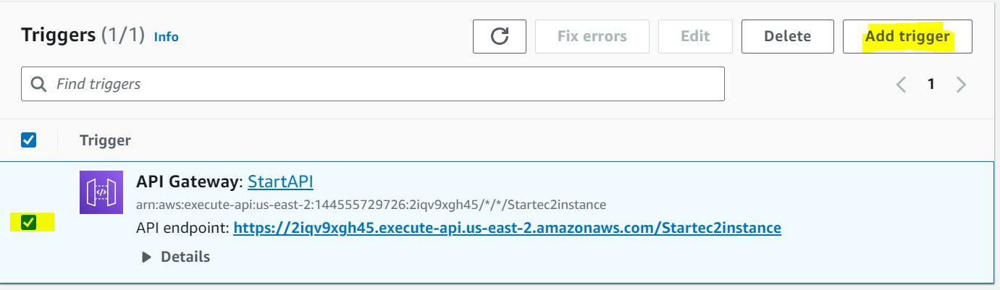 Triggers (1/1) Info
Fix errors
Edit
Delete
Add trigger
Find triggers
1
Trigger
API Gateway: StartAPI
arn:aws:execute-api:us-east-2:144555729726:2iqv9xgh45/*/*/Startec2instance
API endpoint: https://2iqv9xgh45.execute-api.us-east-2.amazonaws.com/Startec2instance
Details